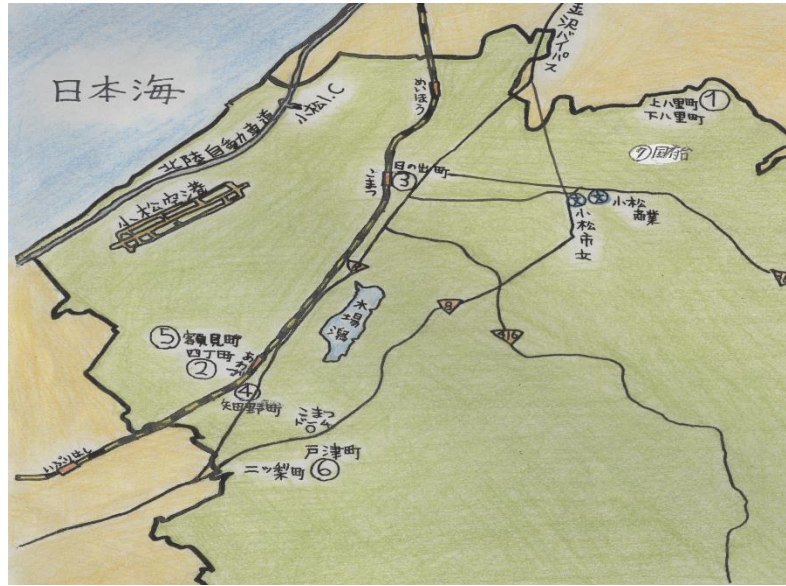 日本海
金沢バイパス
めいほう
小松I.C
北陸自動車道
上八里町
下八里町
①
⑦国府台
日の出町
③
こまつ
小松空港
小松商業
小松市立
8
木場潟
8
416
⑤額見町
四丁町
②
あわづ
④
矢田野町
こまつドーム
戸津町
二ッ梨町⑥
いぶりはし